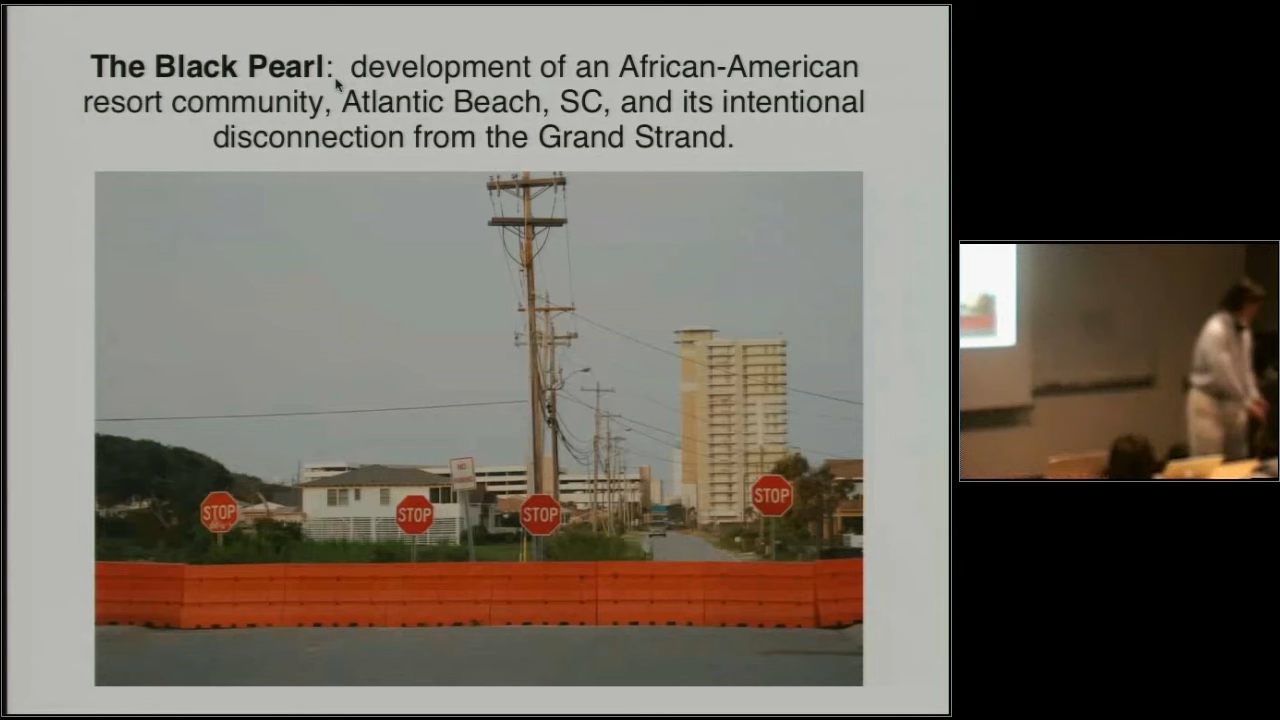 The Black Pearl: development of an African-American
resort community, Atlantic Beach, SC, and its intentional
disconnection from the Grand Strand.
STOP
STOP
STOP
STOP